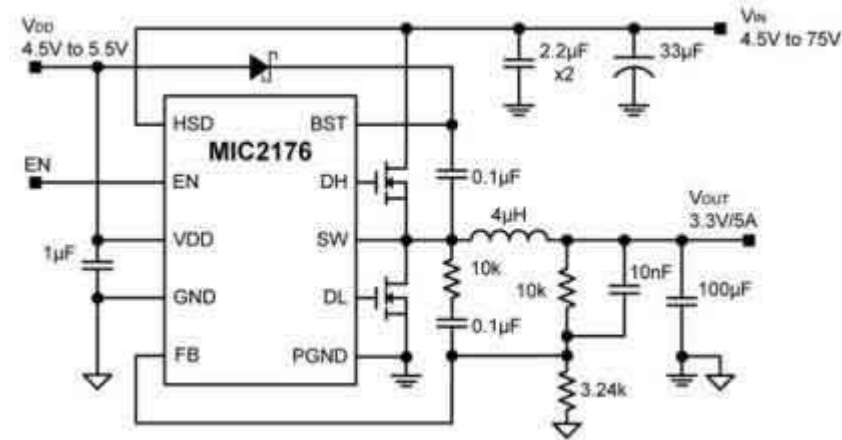 VDD
4.5V to 5.5V
VIN
4.5V to 75V
2.2µF
x2
33µF
HSD
BST
MIC2176
EN
EN
DH
0.1µF
VOUT
3.3V/5A
4µH
VDD
SW
1µF
10k
10k
10nF
100µF
GND
DL
0.1µF
FB
PGND
3.24k